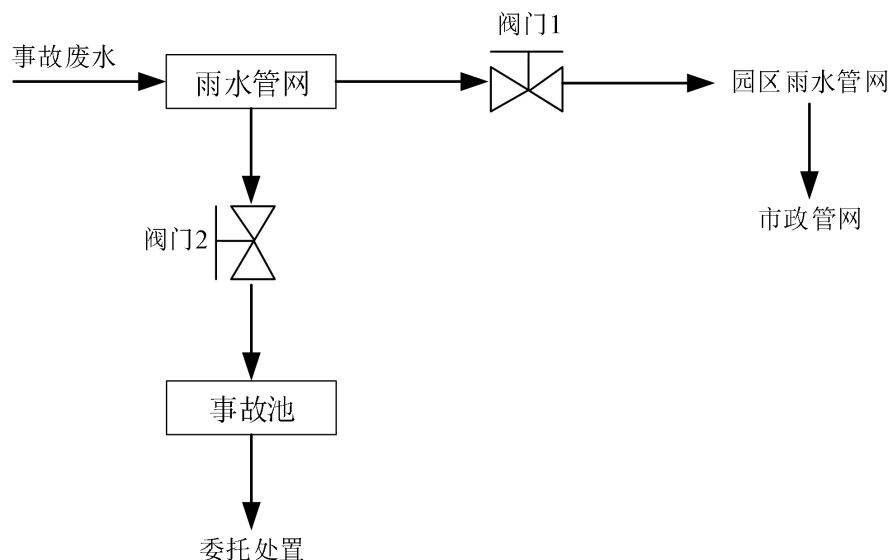 阀门1
事故废水
雨水管网
园区雨水管网
市政管网
阀门2
事故池
委托处置